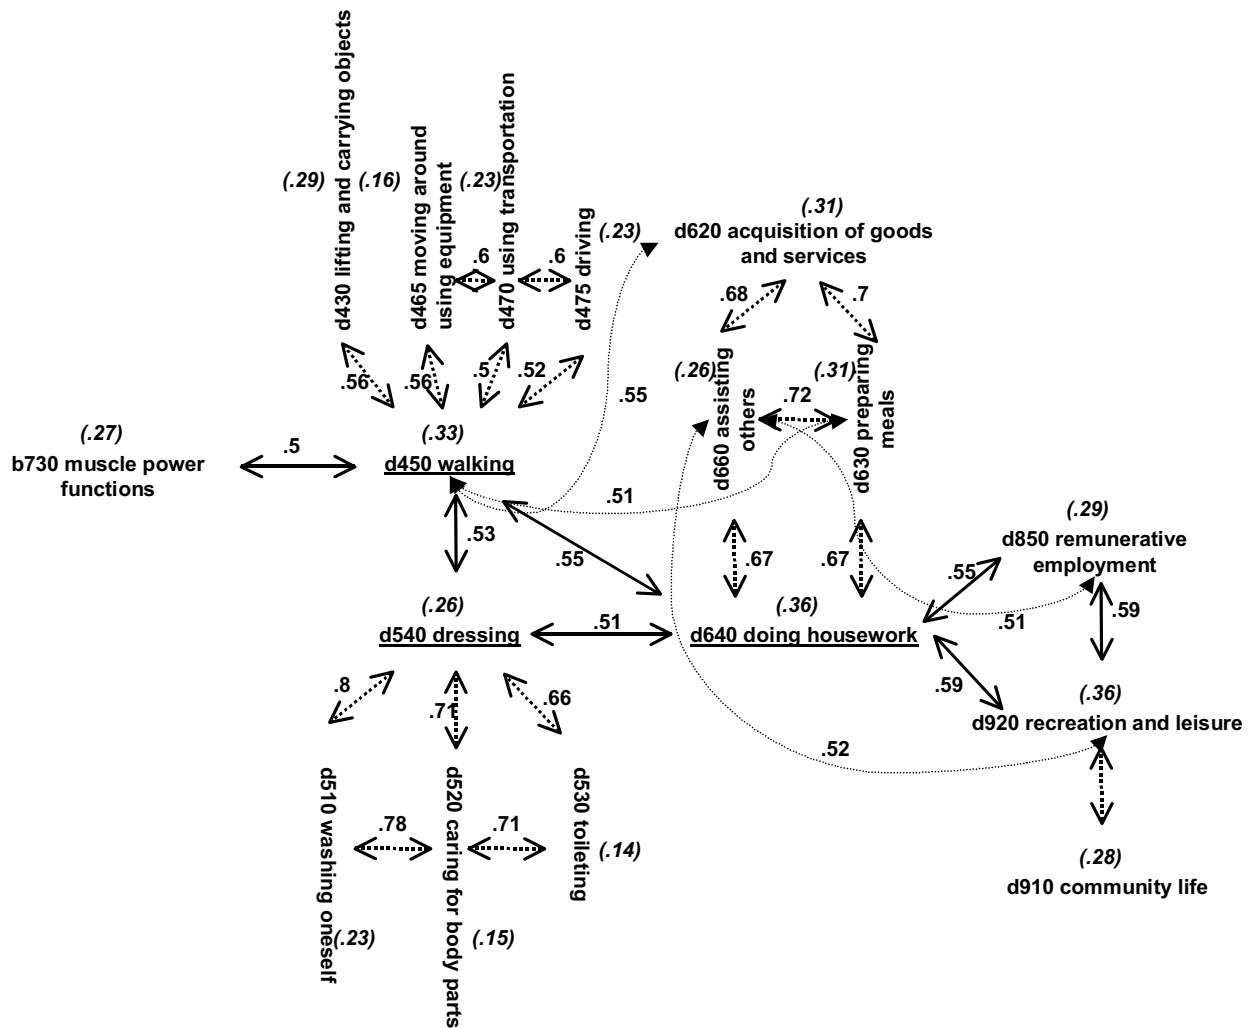 d430 lifting and carrying objects
(.29)
(.16)
d465 moving around
using equipment
(.23)
d470 using transportation
d475 driving
(.23)
.6
.6
(.31)
d620 acquisition of goods
and services
.68
.7
.56
.56
.5
.52
.55
(.26)
d660 assisting
others
.72
(.31)
d630 preparing
meals
(.27)
b730 muscle power
functions
.5
(.33)
d450 walking
.51
.53
.55
.67
.67
(.29)
d850 remunerative
employment
.55
.51
.59
(.26)
d540 dressing
.51
(.36)
d640 doing housework
.59
.8
.71
.66
(.36)
d920 recreation and leisure
.52
d510 washing oneself
(.23)
.78
d520 caring for body parts
(.15)
.71
d530 toileting
(.14)
(.28)
d910 community life